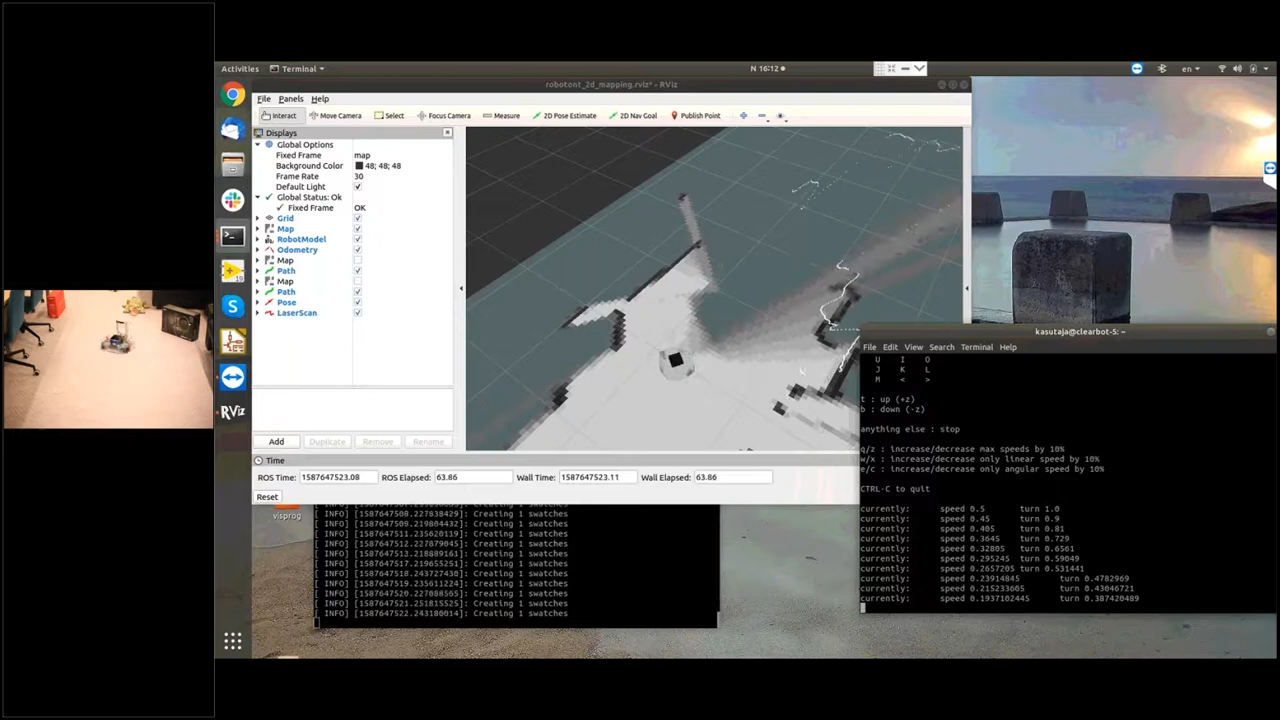 Activities Terminal N 16:12 en
robotont_2d_mapping.rviz* - RViz
File Panels Help
Interact Move Camera Select Focus Camera Measure 2D Pose Estimate 2D Nav Goal Publish Point
Displays
Global Options
Fixed Frame map
Background Color 48; 48; 48
Frame Rate 30
Default Light
Global Status: Ok
Fixed Frame OK
Grid
Map
RobotModel
Odometry
Map
Path
Map
Path
Pose
LaserScan
Add Duplicate Remove Rename
Time
ROS Time: 1587647523.08 ROS Elapsed: 63.86 Wall Time: 1587647523.11 Wall Elapsed: 63.86
Reset
RViz
visprog
[ INFO] [1587647508.227838429]: Creating 1 swatches
[ INFO] [1587647509.219804432]: Creating 1 swatches
[ INFO] [1587647511.235620119]: Creating 1 swatches
[ INFO] [1587647512.227879045]: Creating 1 swatches
[ INFO] [1587647513.218889161]: Creating 1 swatches
[ INFO] [1587647517.219655251]: Creating 1 swatches
[ INFO] [1587647518.243727430]: Creating 1 swatches
[ INFO] [1587647519.235611224]: Creating 1 swatches
[ INFO] [1587647520.227088565]: Creating 1 swatches
[ INFO] [1587647521.251815525]: Creating 1 swatches
[ INFO] [1587647522.243180014]: Creating 1 swatches
kasutaja@clearbot-5: ~
File Edit View Search Terminal Help
U I O
J K L
M < >
t : up (+z)
b : down (-z)
anything else : stop
q/z : increase/decrease max speeds by 10%
w/x : increase/decrease only linear speed by 10%
e/c : increase/decrease only angular speed by 10%
CTRL-C to quit
currently: speed 0.5 turn 1.0
currently: speed 0.45 turn 0.9
currently: speed 0.405 turn 0.81
currently: speed 0.3645 turn 0.729
currently: speed 0.32805 turn 0.6561
currently: speed 0.295245 turn 0.59049
currently: speed 0.2657205 turn 0.531441
currently: speed 0.23914845 turn 0.4782969
currently: speed 0.215233605 turn 0.43046721
currently: speed 0.1937102445 turn 0.387420489